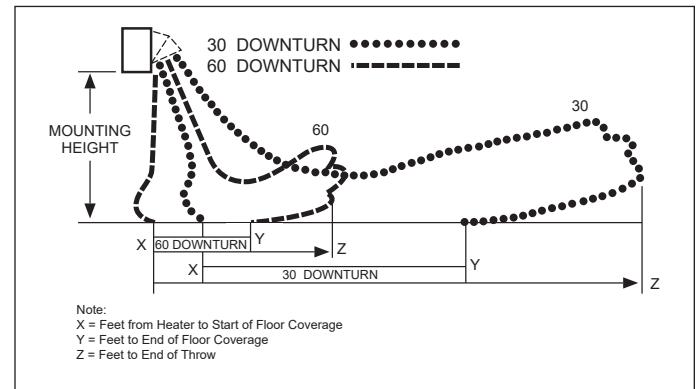 30 DOWNTURN
60 DOWNTURN
MOUNTING
HEIGHT
60
30
X 60 DOWNTURN Y Z
X 30 DOWNTURN Y Z
Note:
X = Feet from Heater to Start of Floor Coverage
Y = Feet to End of Floor Coverage
Z = Feet to End of Throw